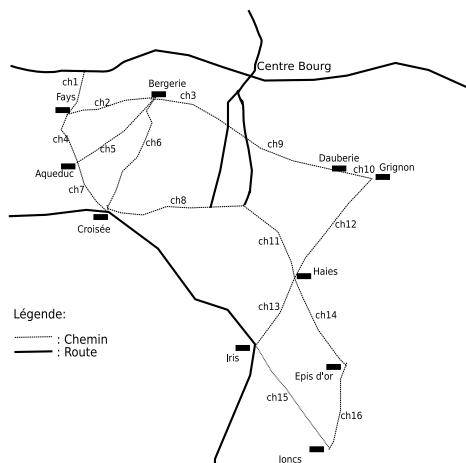 Centre Bourg
ch1
Bergerie
Fays
ch2
ch3
ch4
ch5
ch6
ch9
Aqueduc
Dauberie
ch10
Grignon
ch7
ch8
Croisée
ch12
ch11
Haies
ch13
ch14
Légende:
: Chemin
: Route
Iris
Epis d'or
ch15
ch16
Joncs